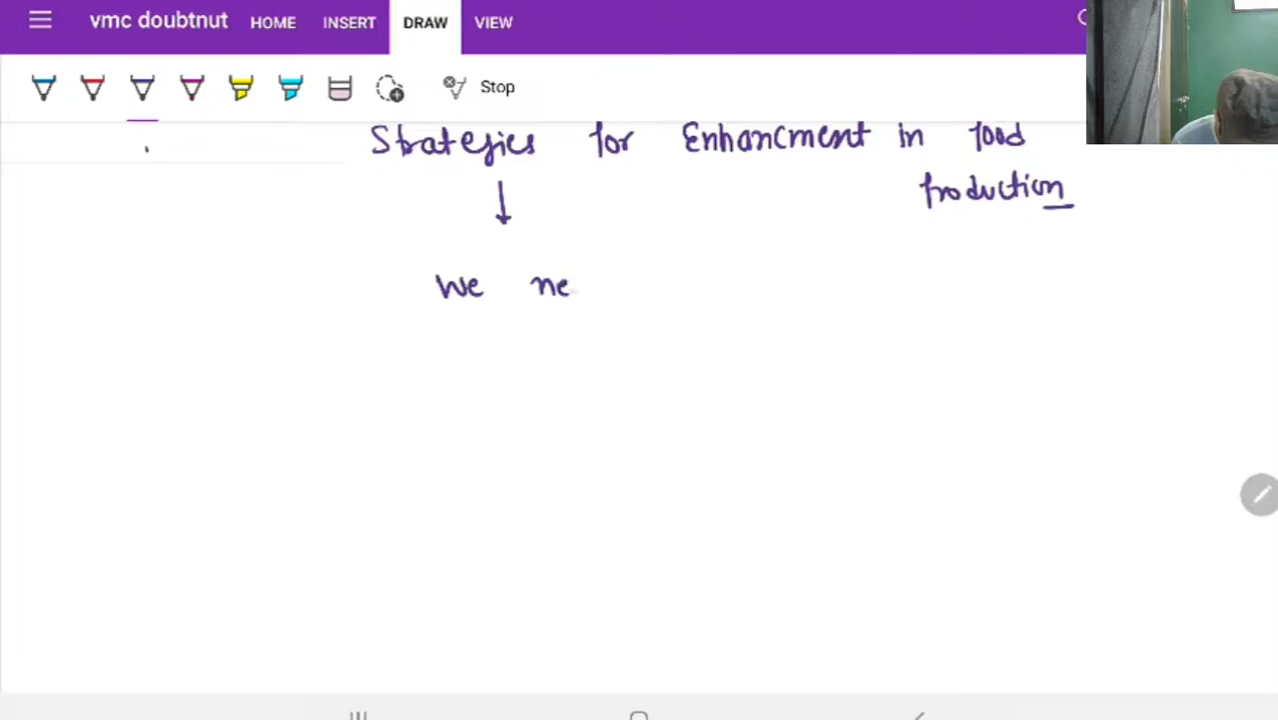 vmc doubtnut HOME INSERT DRAW VIEW
Stop
Strategies for Enhancment in food
production
We ne